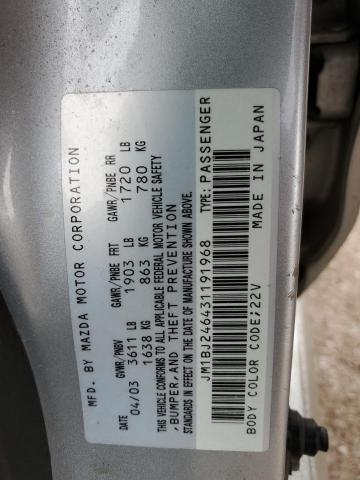 MFD. BY MAZDA MOTOR CORPORATION
DATE GVWR/PNBV GAWR/PNBE FRT GAWR/PNBE RR
04/03 3611 LB 1903 LB 1720 LB
1638 KG 863 KG 780 KG
THIS VEHICLE CONFORMS TO ALL APPLICABLE FEDERAL MOTOR VEHICLE SAFETY
,BUMPER, AND THEFT PREVENTION
STANDARDS IN EFFECT ON THE DATE OF MANUFACTURE SHOWN ABOVE.
JM1BJ246431191968 TYPE: PASSENGER
BODY COLOR CODE;22V MADE IN JAPAN